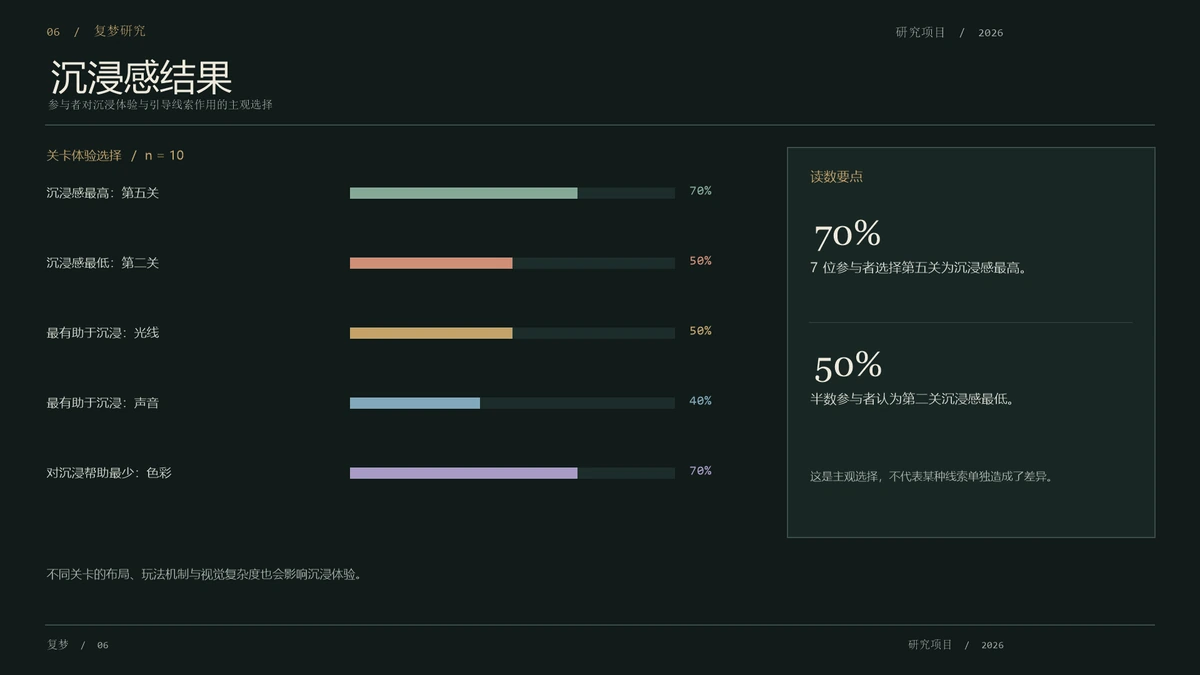 06 / 复梦研究
研究项目 / 2026
沉浸感结果
参与者对沉浸体验与引导线索作用的主观选择
关卡体验选择 / n = 10
沉浸感最高：第五关 70%
沉浸感最低：第二关 50%
最有助于沉浸：光线 50%
最有助于沉浸：声音 40%
对沉浸帮助最少：色彩 70%
不同关卡的布局、玩法机制与视觉复杂度也会影响沉浸体验。
读数要点
70%
7 位参与者选择第五关为沉浸感最高。
50%
半数参与者认为第二关沉浸感最低。
这是主观选择，不代表某种线索单独造成了差异。
复梦 / 06
研究项目 / 2026